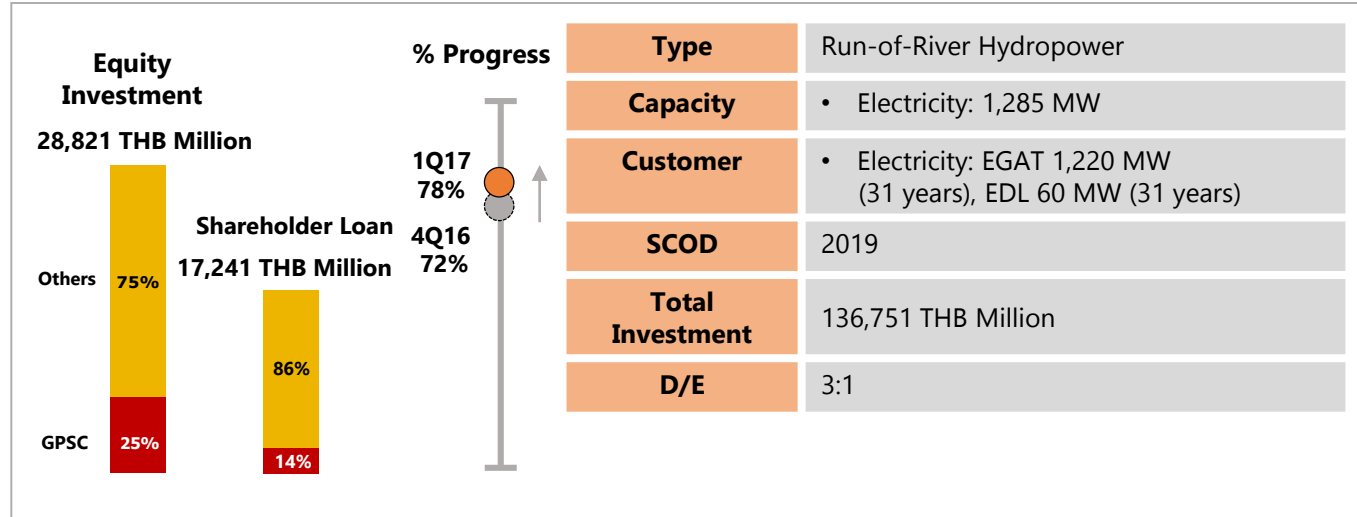 Equity
Investment
28,821 THB Million
Others
75%
GPSC
25%
Shareholder Loan
17,241 THB Million
86%
14%
% Progress
1Q17
78%
4Q16
72%
Type
Run-of-River Hydropower
Capacity
• Electricity: 1,285 MW
Customer
• Electricity: EGAT 1,220 MW
(31 years), EDL 60 MW (31 years)
SCOD
2019
Total
Investment
136,751 THB Million
D/E
3:1